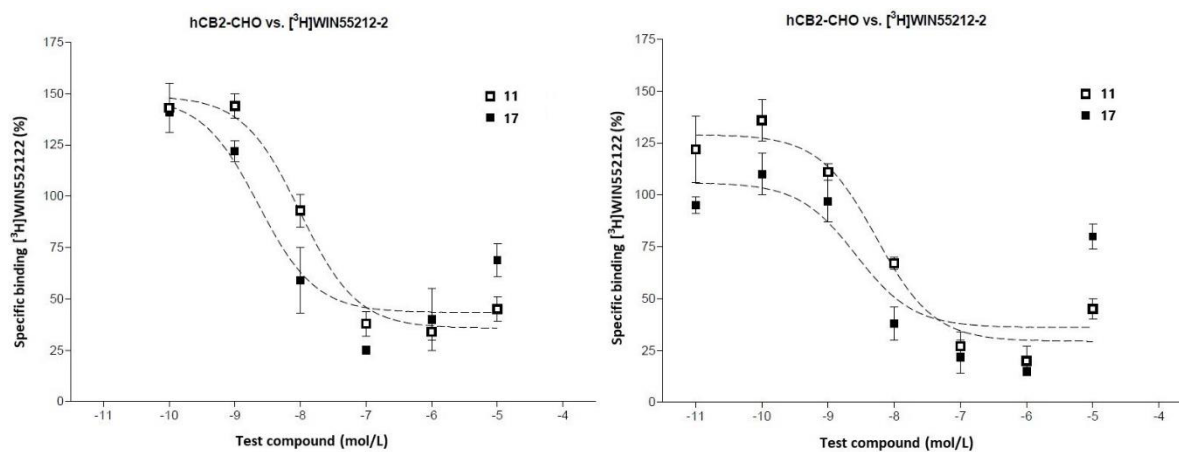 hCB2-CHO vs. [³H]WIN55212-2
175
150
125
100
75
50
25
0
Specific binding [³H]WIN552122 (%)
11
17
-11 -10 -9 -8 -7 -6 -5 -4
Test compound (mol/L)
hCB2-CHO vs. [³H]WIN55212-2
175
150
125
100
75
50
25
0
Specific binding [³H]WIN552122 (%)
11
17
-11 -10 -9 -8 -7 -6 -5 -4
Test compound (mol/L)